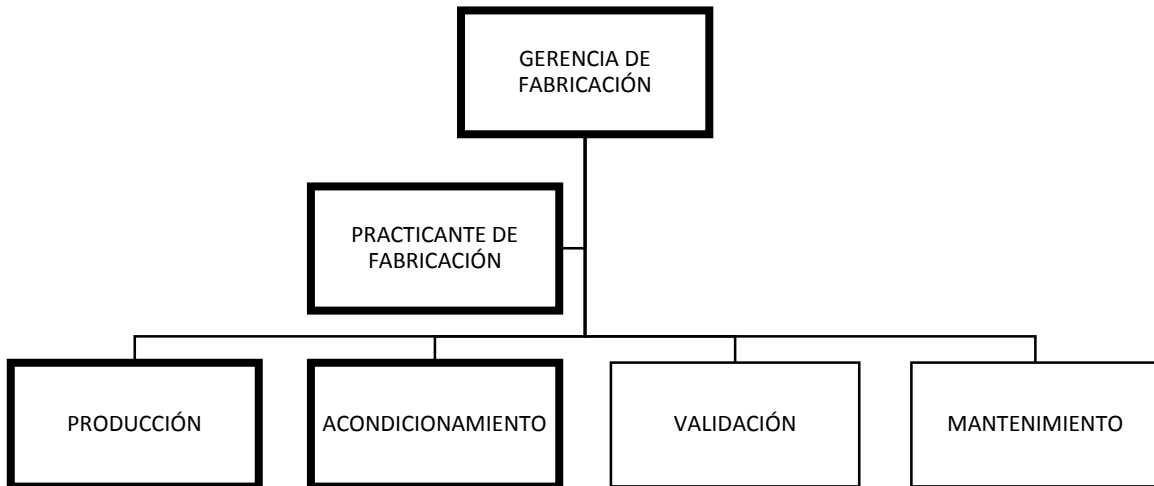 GERENCIA DE
FABRICACIÓN
PRACTICANTE DE
FABRICACIÓN
PRODUCCIÓN
ACONDICIONAMIENTO
VALIDACIÓN
MANTENIMIENTO